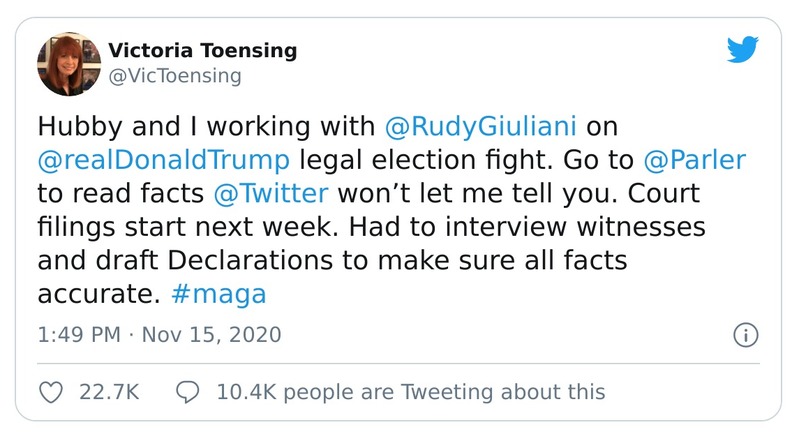 Victoria Toensing
@VicToensing
Hubby and I working with @RudyGiuliani on
@realDonaldTrump legal election fight. Go to @Parler
to read facts @Twitter won’t let me tell you. Court
filings start next week. Had to interview witnesses
and draft Declarations to make sure all facts
accurate. #maga
1:49 PM · Nov 15, 2020
22.7K 10.4K people are Tweeting about this